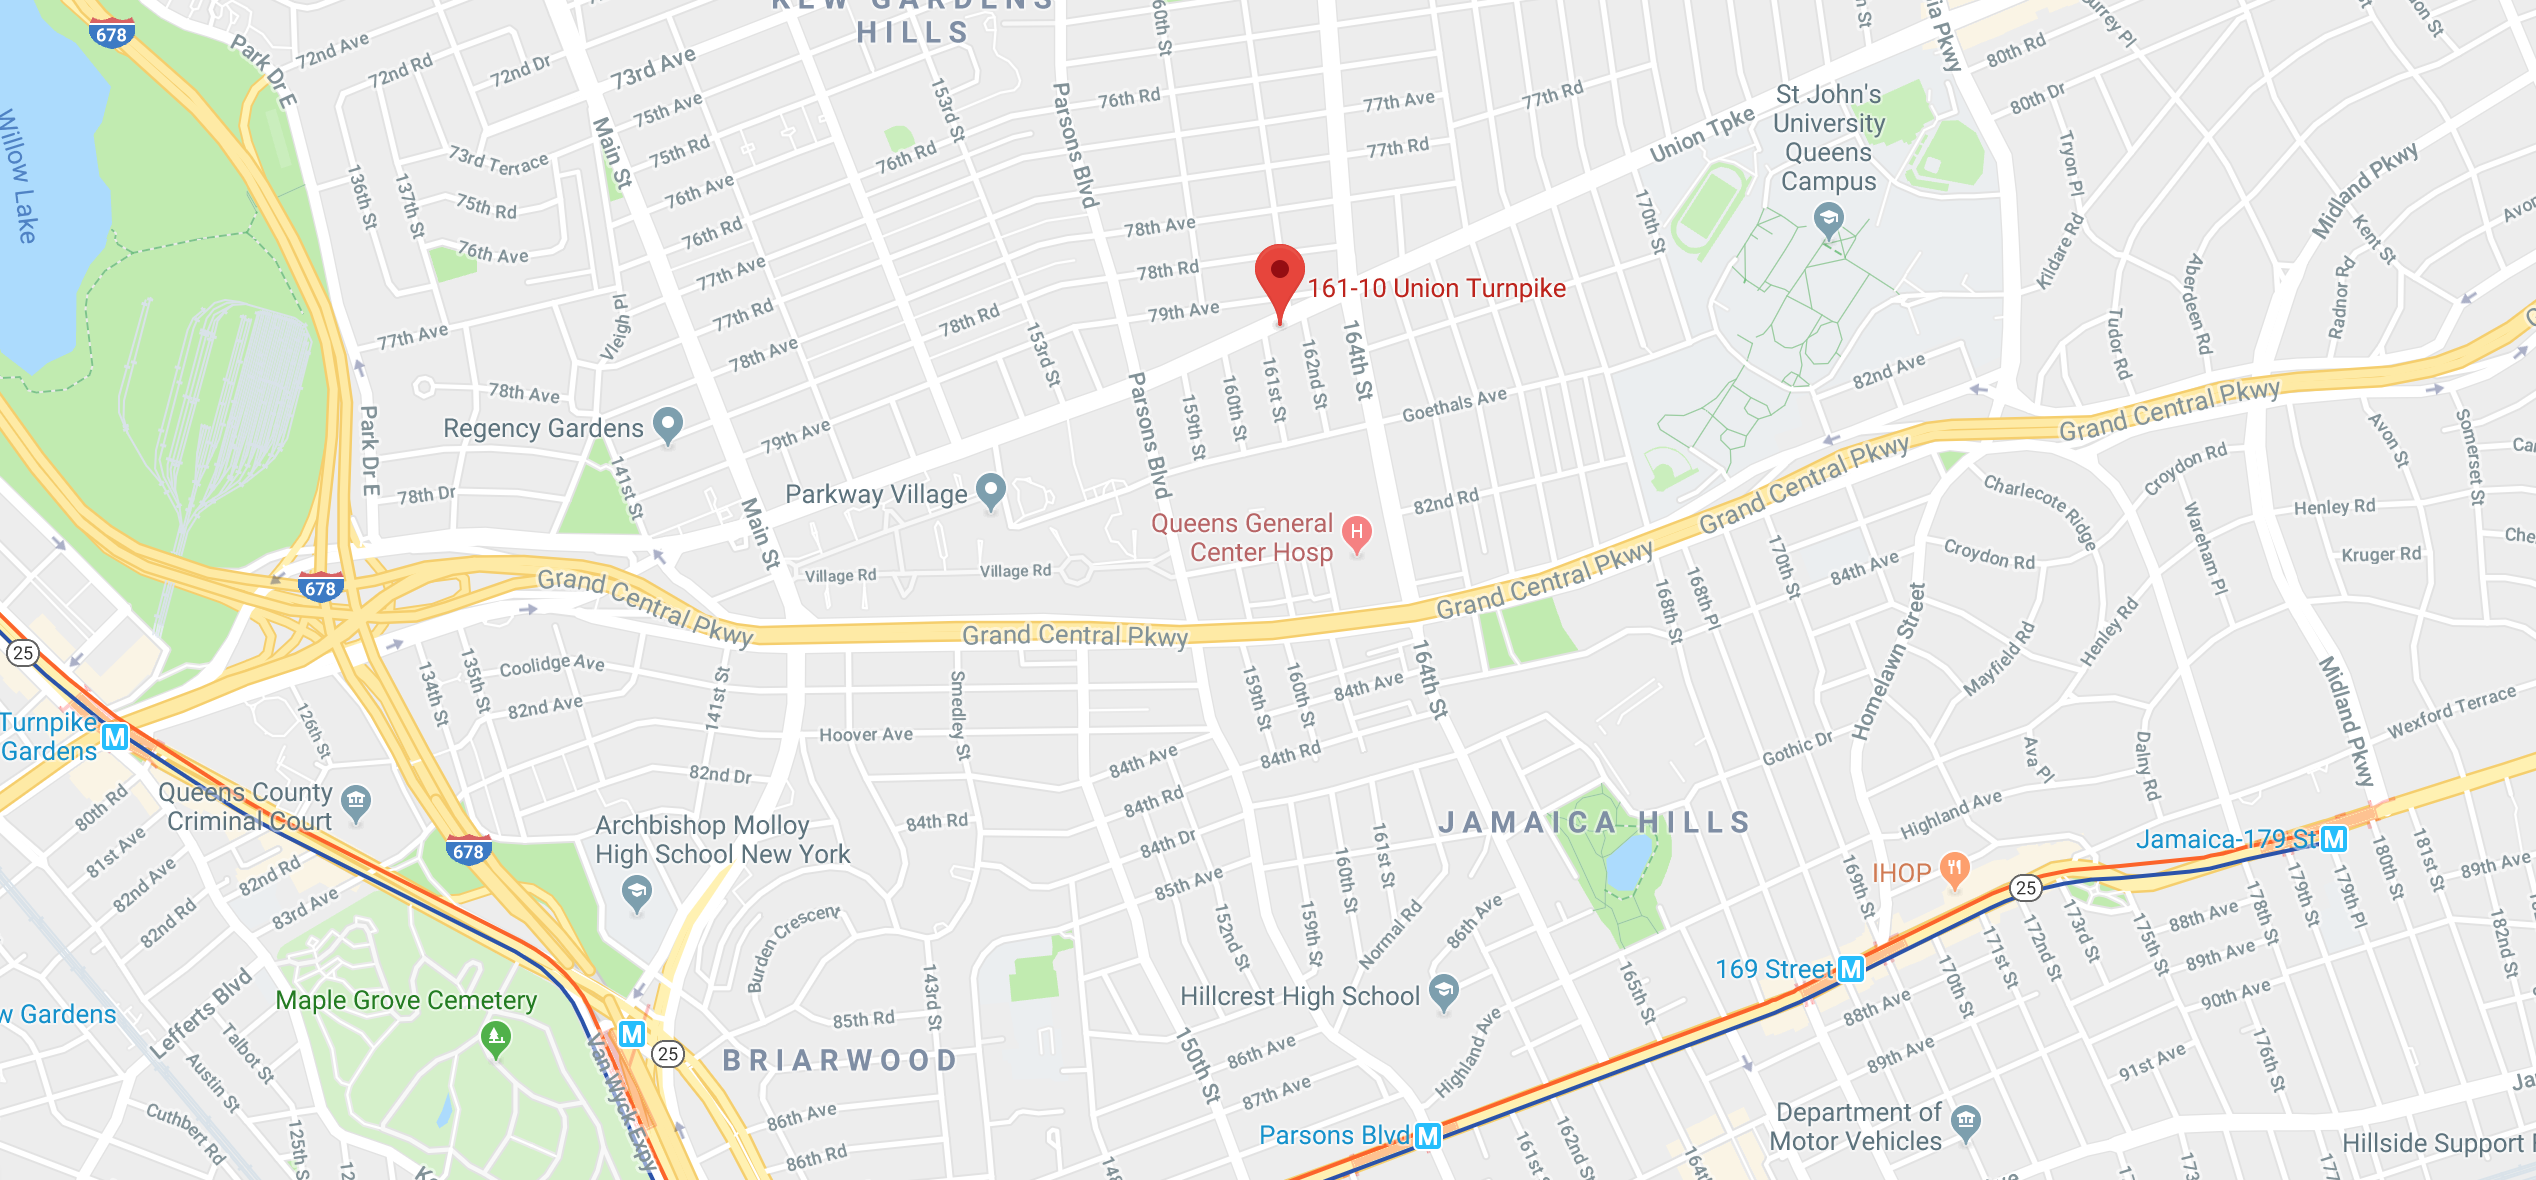 KEW GARDENS
HILLS
678
Park Dr E
72nd Ave
72nd Rd
72nd Dr
73rd Ave
75th Ave
75th Rd
76th Ave
76th Rd
77th Ave
77th Rd
78th Ave
Main St
153rd St
76th Rd
Parsons Blvd
60th St
76th Rd
77th Ave
77th Rd
77th Rd
Union Tpke
St John's
University
Queens
Campus
80th Rd
80th Dr
Tryon Pl
Midland Pkwy
Kent St
Kildare Rd
Aberdeen Rd
Radnor Rd
Tudor Rd
Willow Lake
136th St
137th St
73rd Terrace
75th Rd
76th Ave
77th Ave
Vleigh Pl
78th Ave
Park Dr E
78th Dr
Regency Gardens
141st St
79th Ave
78th Rd
153rd St
78th Ave
78th Rd
79th Ave
161-10 Union Turnpike
170th St
164th St
162nd St
161st St
160th St
159th St
Parsons Blvd
Goethals Ave
82nd Ave
Grand Central Pkwy
Grand Central Pkwy
Parkway Village
Main St
Village Rd
Village Rd
Queens General
Center Hosp
H
82nd Rd
Grand Central Pkwy
Grand Central Pkwy
Grand Central Pkwy
678
Avon St
Somerset St
Croydon Rd
Charlecote Ridge
Croydon Rd
Wareham Pl
Henley Rd
Kruger Rd
Henley Rd
Mayfield Rd
Homelawn Street
84th Ave
170th St
168th Pl
168th St
25
Turnpike
Gardens
M
134th St
135th St
Coolidge Ave
82nd Ave
141st St
126th St
Smedley St
Hoover Ave
82nd Dr
159th St
160th St
84th Ave
164th St
84th Ave
84th Rd
84th Rd
84th Rd
84th Dr
85th Ave
Gothic Dr
Ava Pl
Dalny Rd
Midland Pkwy
Wexford Terrace
Highland Ave
JAMAICA HILLS
Jamaica-179 St
M
IHOP
25
Queens County
Criminal Court
80th Rd
81st Ave
82nd Ave
82nd Rd
82nd Rd
83rd Ave
678
Archbishop Molloy
High School New York
Burden Crescent
143rd St
85th Rd
152nd St
159th St
160th St
161st St
Normal Rd
86th Ave
169th St
169 Street
M
170th St
171st St
172nd St
173rd St
175th St
178th St
179th St
179th Pl
180th St
181st St
182nd St
88th Ave
89th Ave
89th Ave
90th Ave
91st Ave
176th St
88th Ave
89th Ave
Maple Grove Cemetery
w Gardens
Lefferts Blvd
Talbot St
Austin St
Cuthbert Rd
125th S
Van Wyck Expy
M
25
BRIARWOOD
86th Ave
86th Rd
150th St
86th Ave
87th Ave
Hillcrest High School
Highland Ave
165th St
Parsons Blvd
M
161st S
162nd St
164th
Department of
Motor Vehicles
Hillside Support